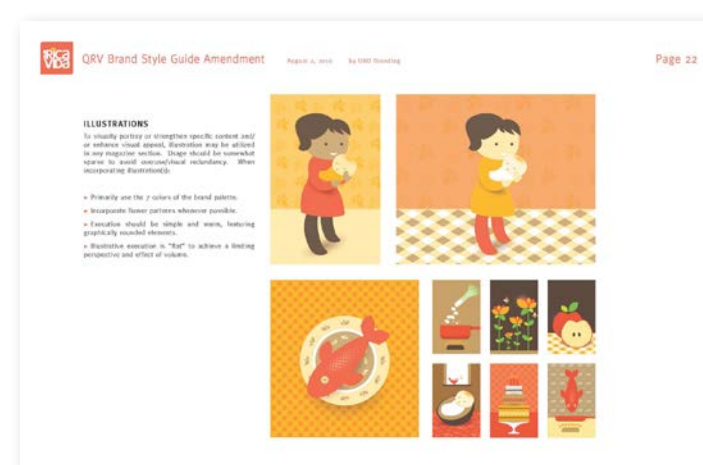 QRICA
VIDA
QRV Brand Style Guide Amendment
August 2, 2010
Page 22
ILLUSTRATIONS
To visually portray or strengthen specific content and/
or enhance visual appeal, illustration may be utilized
in any magazine section. Usage should be somewhat
sparse to avoid overuse/visual redundancy. When
incorporating illustration(s):
▸ Primarily use the 7 colors of the brand palette.
▸ Incorporate flower patterns whenever possible.
▸ Execution should be simple and warm, featuring
graphically rounded elements.
▸ Illustrative execution is "flat" to achieve a limiting
perspective and effect of volume.